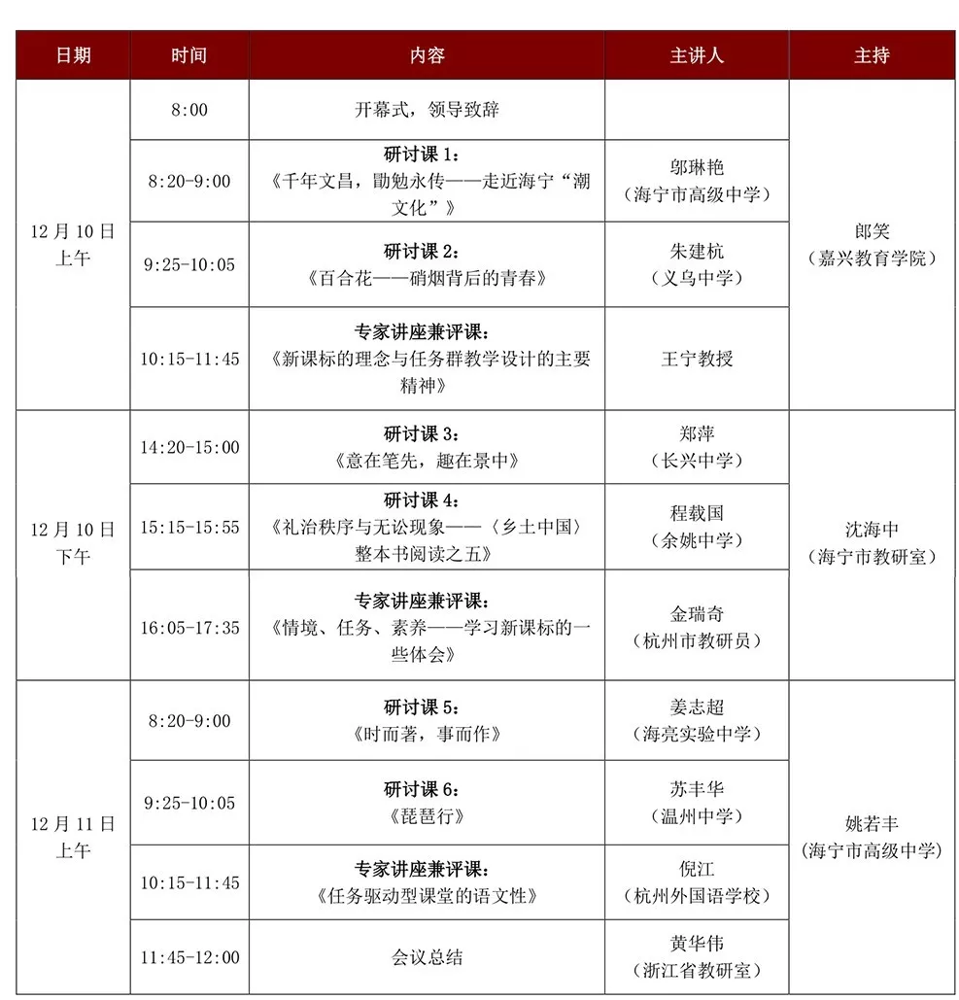 日期 时间 内容 主讲人 主持
12月10日
上午
8:00
开幕式，领导致辞
8:20-9:00
研讨课1：
《千年文昌，勖勉永传——走近海宁“潮
文化”》
邬琳艳
（海宁市高级中学）
9:25-10:05
研讨课2：
《百合花——硝烟背后的青春》
朱建杭
（义乌中学）
10:15-11:45
专家讲座兼评课：
《新课标的理念与任务群教学设计的主要
精神》
王宁教授
郎笑
（嘉兴教育学院）
12月10日
下午
14:20-15:00
研讨课3：
《意在笔先，趣在景中》
郑萍
（长兴中学）
15:15-15:55
研讨课4：
《礼治秩序与无讼现象——〈乡土中国〉
整本书阅读之五》
程载国
（余姚中学）
16:05-17:35
专家讲座兼评课：
《情境、任务、素养——学习新课标的一
些体会》
金瑞奇
（杭州市教研员）
沈海中
（海宁市教研室）
12月11日
上午
8:20-9:00
研讨课5：
《时而著，事而作》
姜志超
（海亮实验中学）
9:25-10:05
研讨课6：
《琵琶行》
苏丰华
（温州中学）
10:15-11:45
专家讲座兼评课：
《任务驱动型课堂的语文性》
倪江
（杭州外国语学校）
11:45-12:00
会议总结
黄华伟
（浙江省教研室）
姚若丰
(海宁市高级中学)